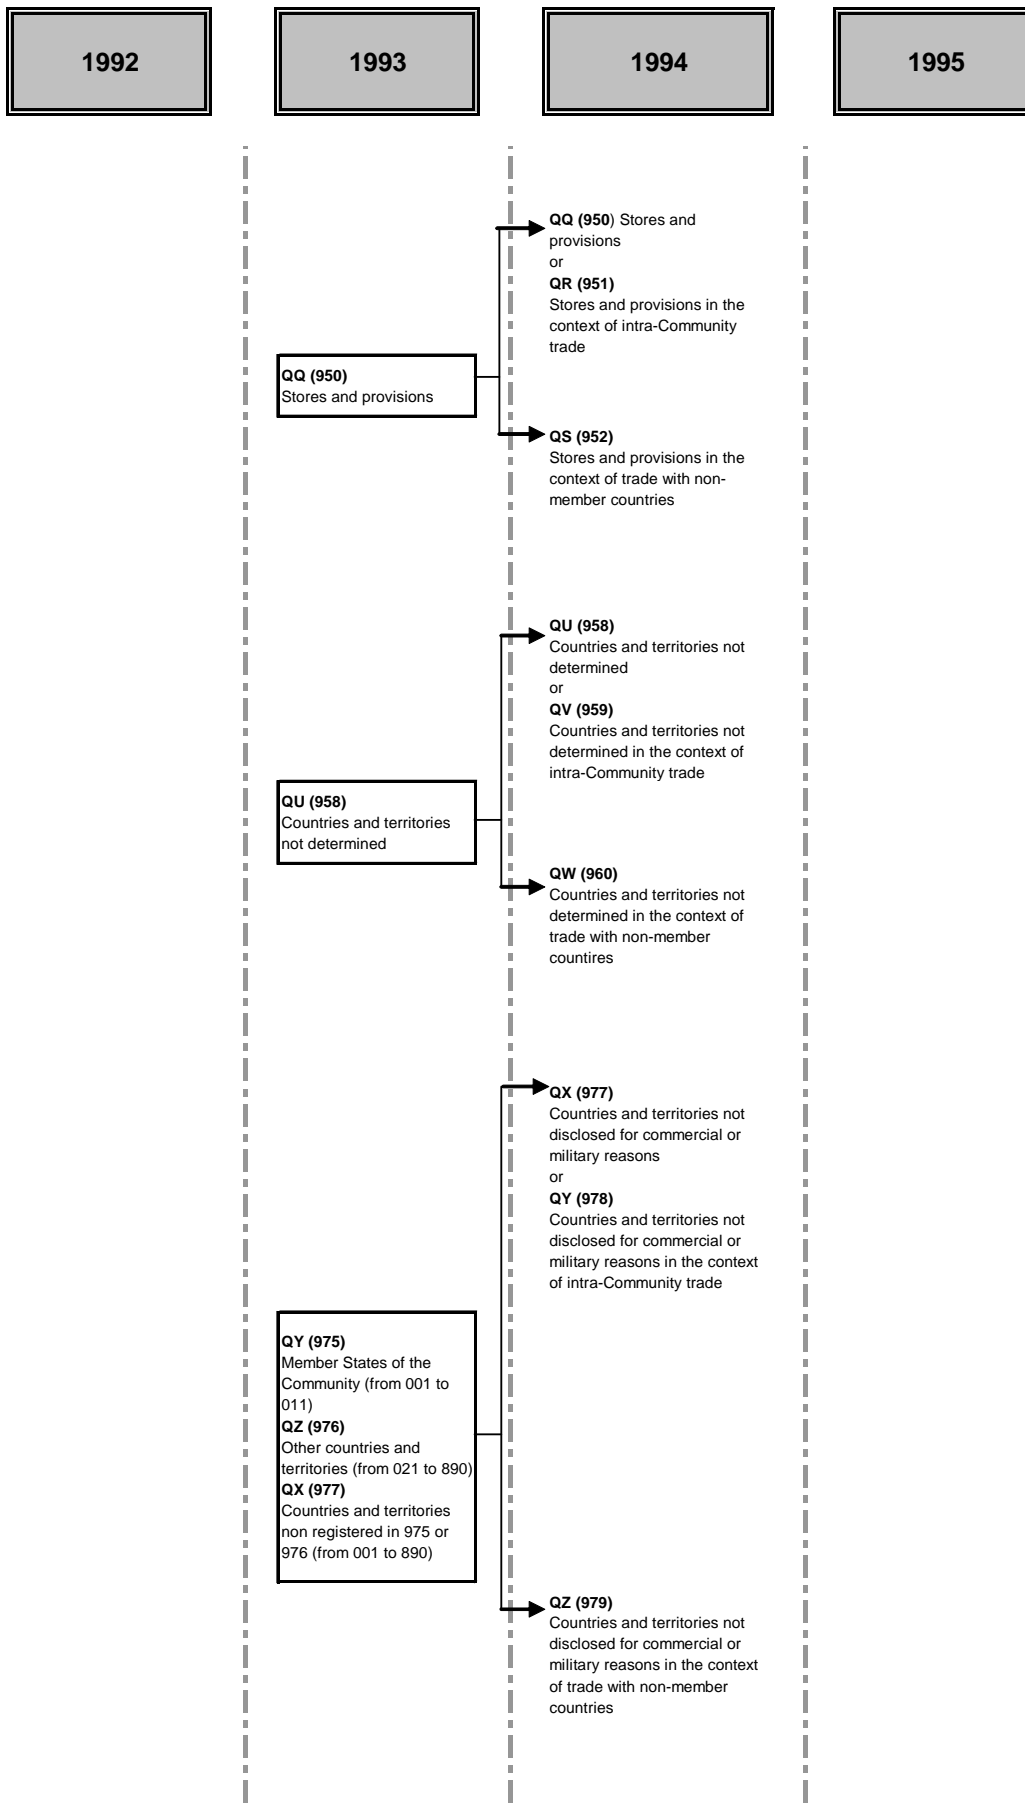 1992
1993
1994
1995
QQ (950) Stores and
provisions
or
QR (951)
Stores and provisions in the
context of intra-Community
trade
QQ (950)
Stores and provisions
QS (952)
Stores and provisions in the
context of trade with non-
member countries
QU (958)
Countries and territories not
determined
or
QV (959)
Countries and territories not
determined in the context of
intra-Community trade
QU (958)
Countries and territories
not determined
QW (960)
Countries and territories not
determined in the context of
trade with non-member
countires
QX (977)
Countries and territories not
disclosed for commercial or
military reasons
or
QY (978)
Countries and territories not
disclosed for commercial or
military reasons in the context
of intra-Community trade
QY (975)
Member States of the
Community (from 001 to
011)
QZ (976)
Other countries and
territories (from 021 to 890)
QX (977)
Countries and territories
non registered in 975 or
976 (from 001 to 890)
QZ (979)
Countries and territories not
disclosed for commercial or
military reasons in the context
of trade with non-member
countries